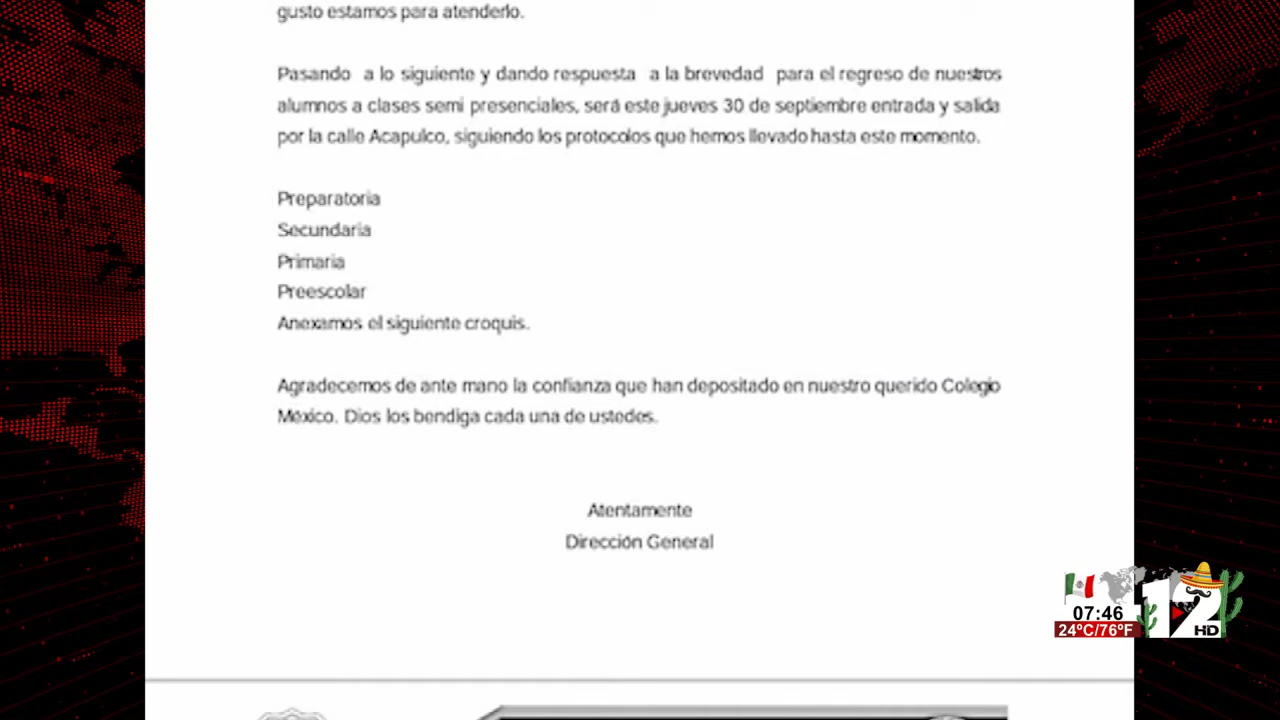 gusto estamos para atenderlo.
Pasando a lo siguiente y dando respuesta a la brevedad para el regreso de nuestros
alumnos a clases semi presenciales, será este jueves 30 de septiembre entrada y salida
por la calle Acapulco, siguiendo los protocolos que hemos llevado hasta este momento.
Preparatoria
Secundaria
Primaria
Preescolar
Anexamos el siguiente croquis.
Agradecemos de ante mano la confianza que han depositado en nuestro querido Colegio
México. Dios los bendiga cada una de ustedes.
Atentamente
Dirección General
07:46
24ºC/76ºF
12
HD